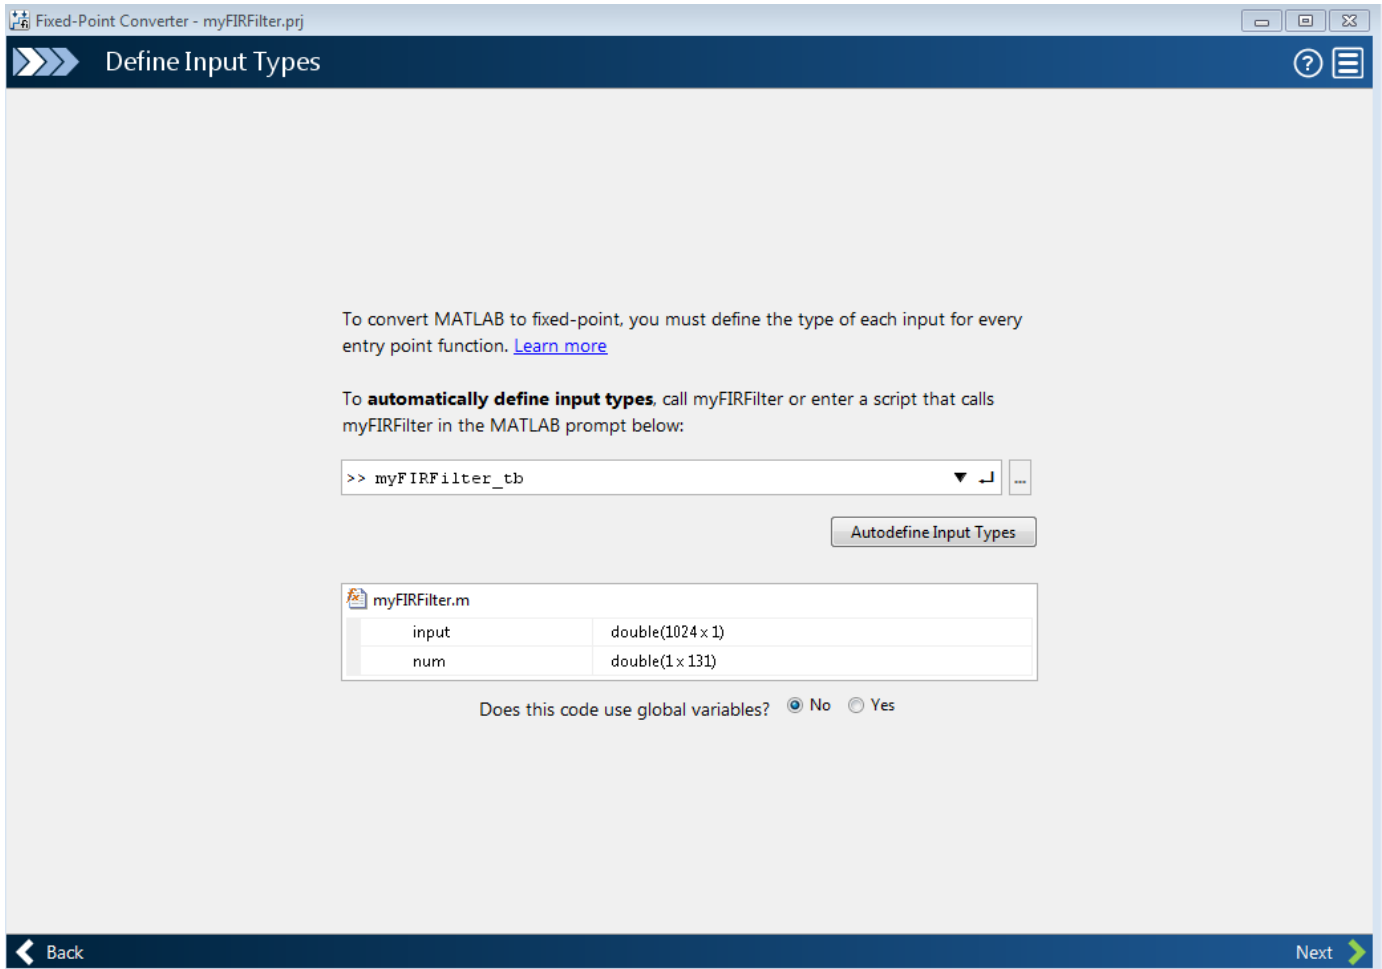 Fixed-Point Converter - myFIRFilter.prj
Define Input Types
?
To convert MATLAB to fixed-point, you must define the type of each input for every
entry point function. Learn more
To automatically define input types, call myFIRFilter or enter a script that calls
myFIRFilter in the MATLAB prompt below:
>> myFIRFilter_tb
...
Autodefine Input Types
myFIRFilter.m
input double(1024 x 1)
num double(1 x 131)
Does this code use global variables? No Yes
Back Next